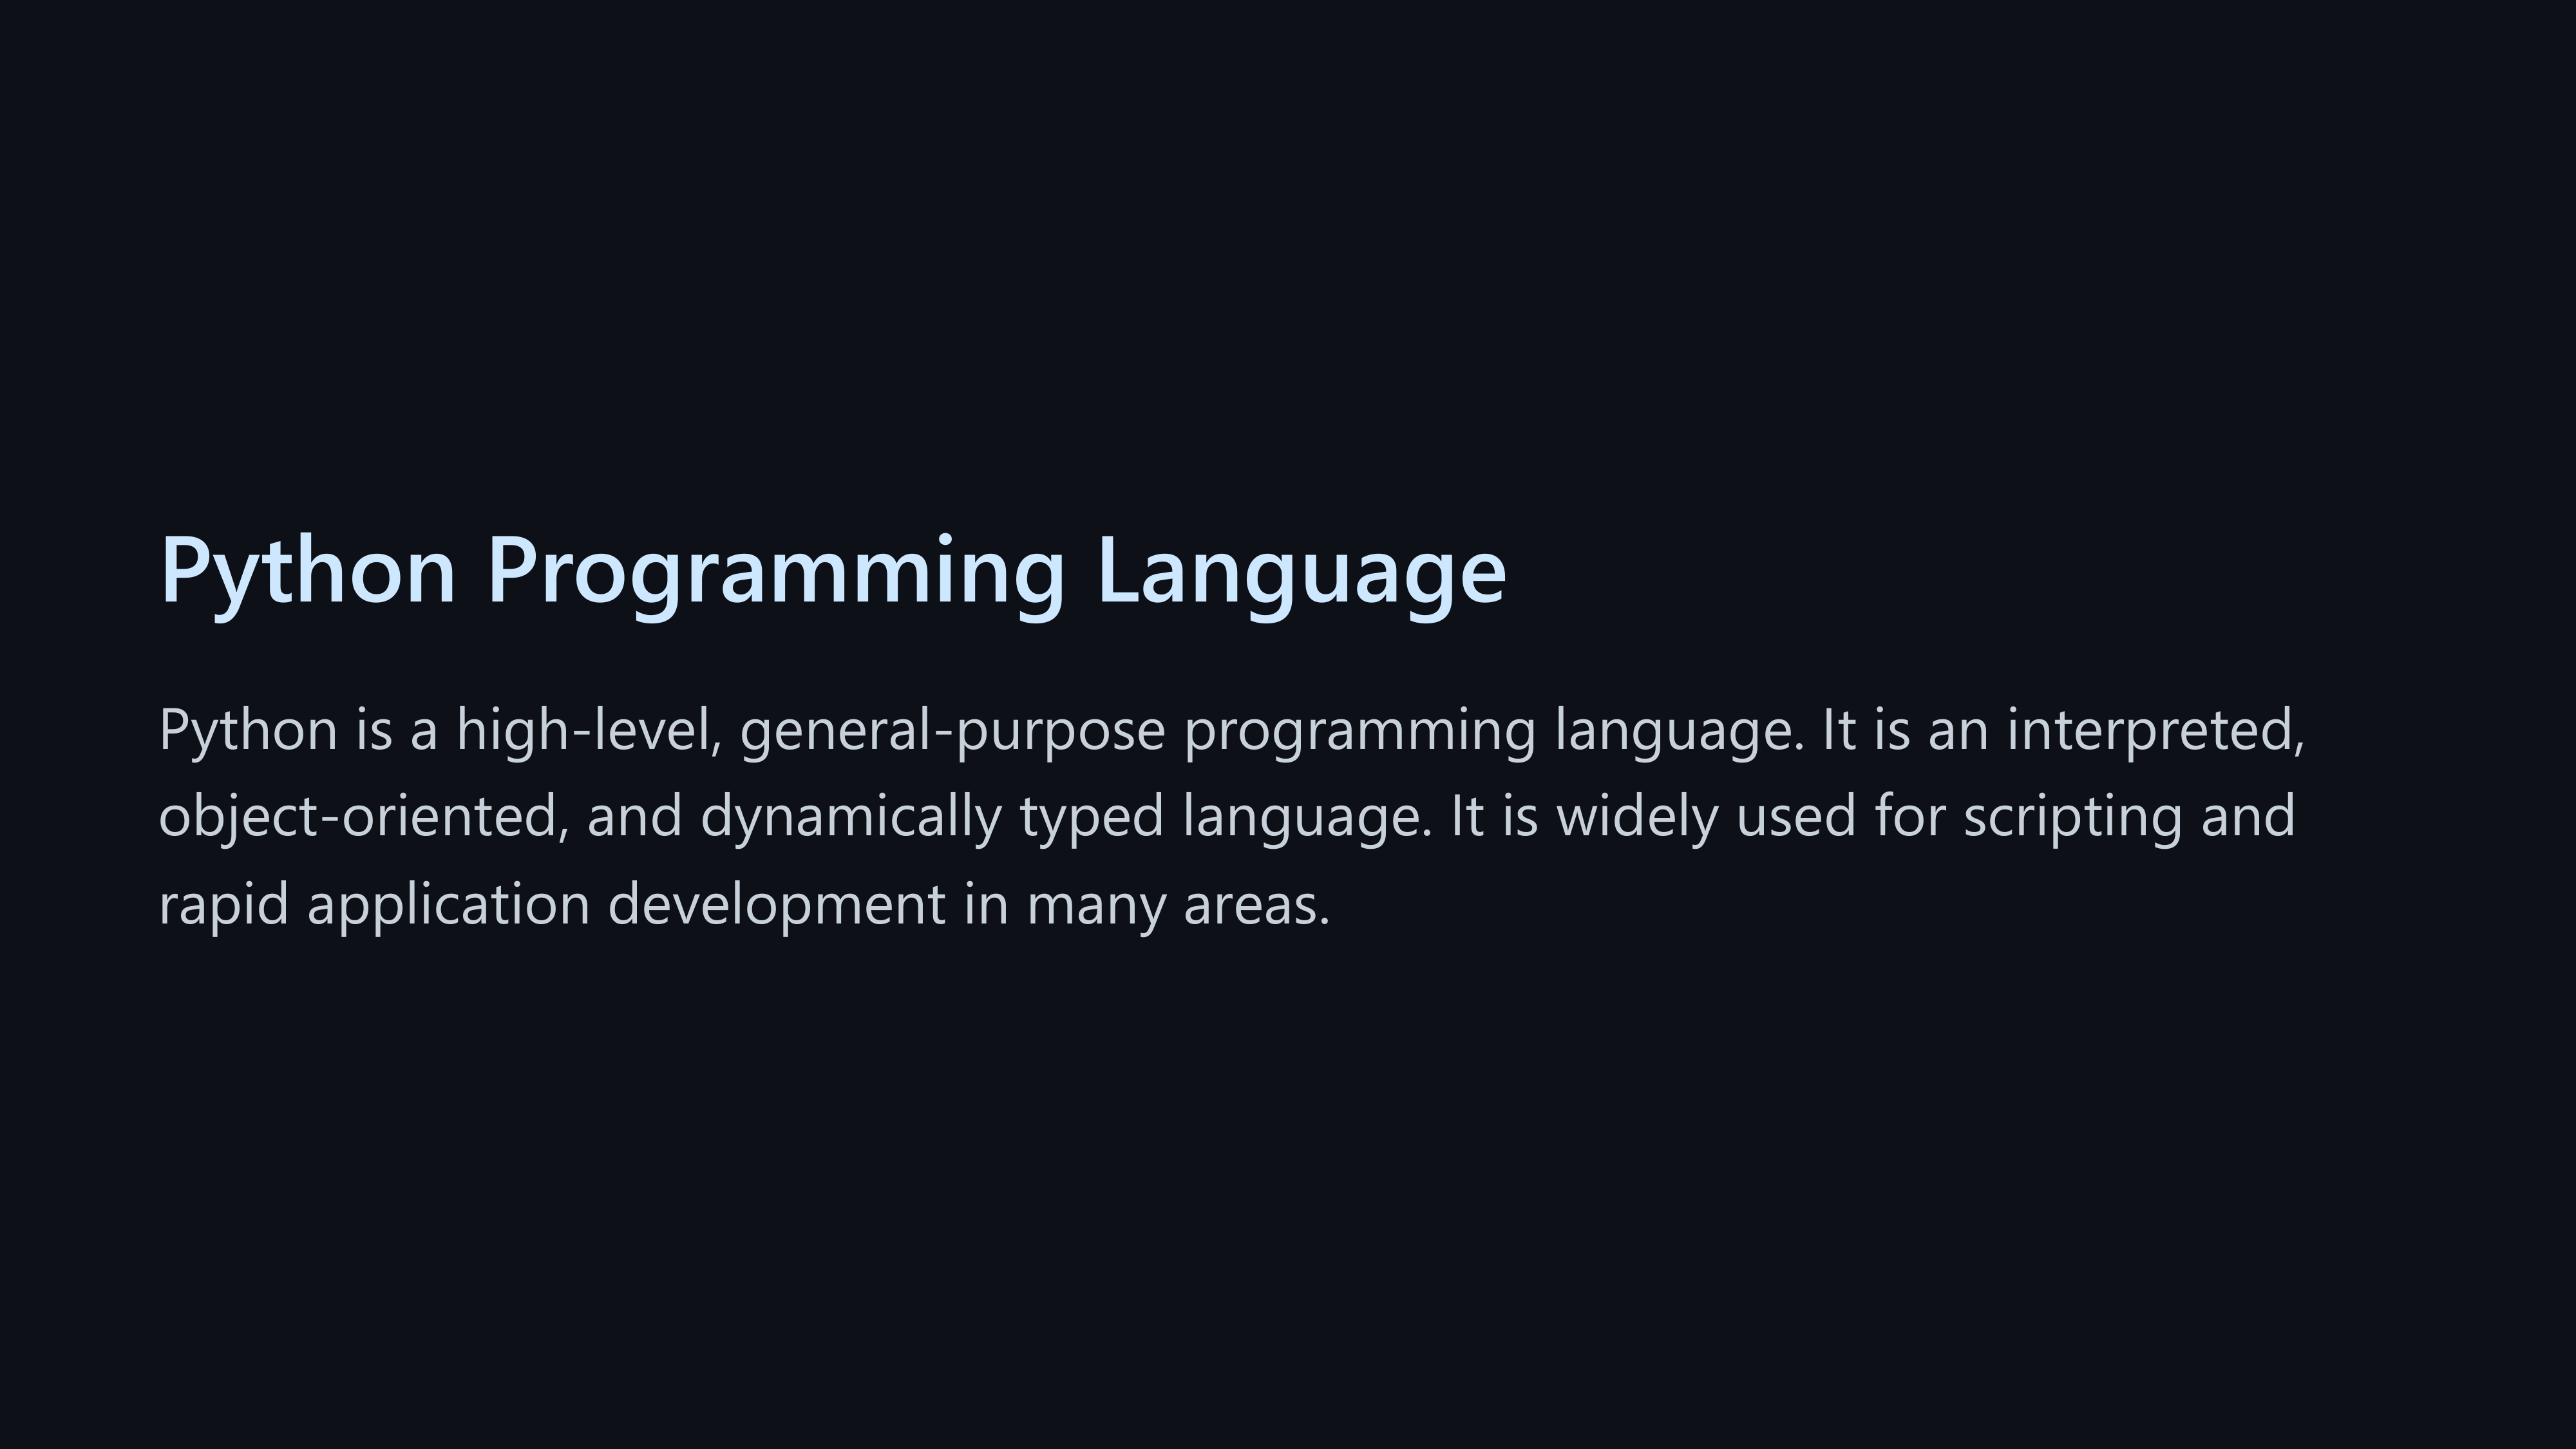 Python Programming Language
Python is a high-level, general-purpose programming language. It is an interpreted,
object-oriented, and dynamically typed language. It is widely used for scripting and
rapid application development in many areas.